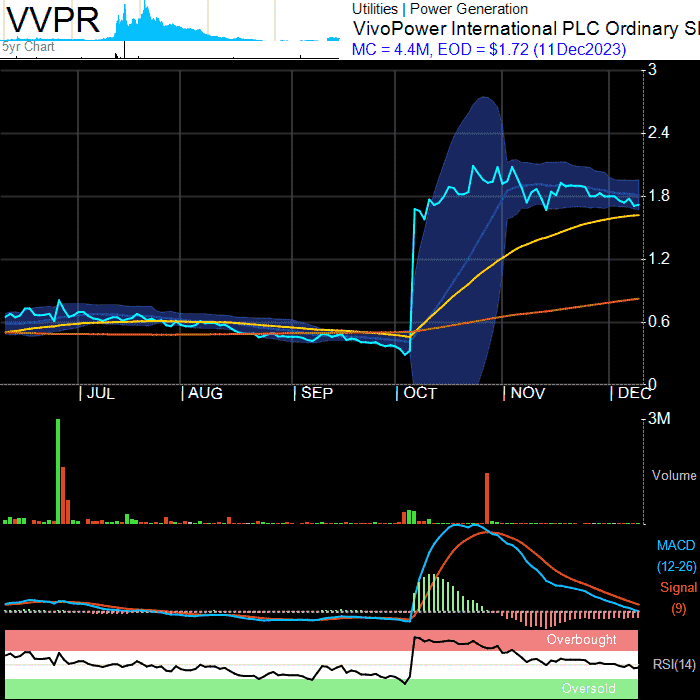 VVPR
5yr Chart
Utilities | Power Generation
VivoPower International PLC Ordinary S
MC = 4.4M, EOD = $1.72 (11Dec2023)
3
2.4
1.8
1.2
0.6
0
JUL AUG SEP OCT NOV DEC
3M
Volume
MACD
(12-26)
Signal
(9)
Overbought
RSI(14)
Oversold